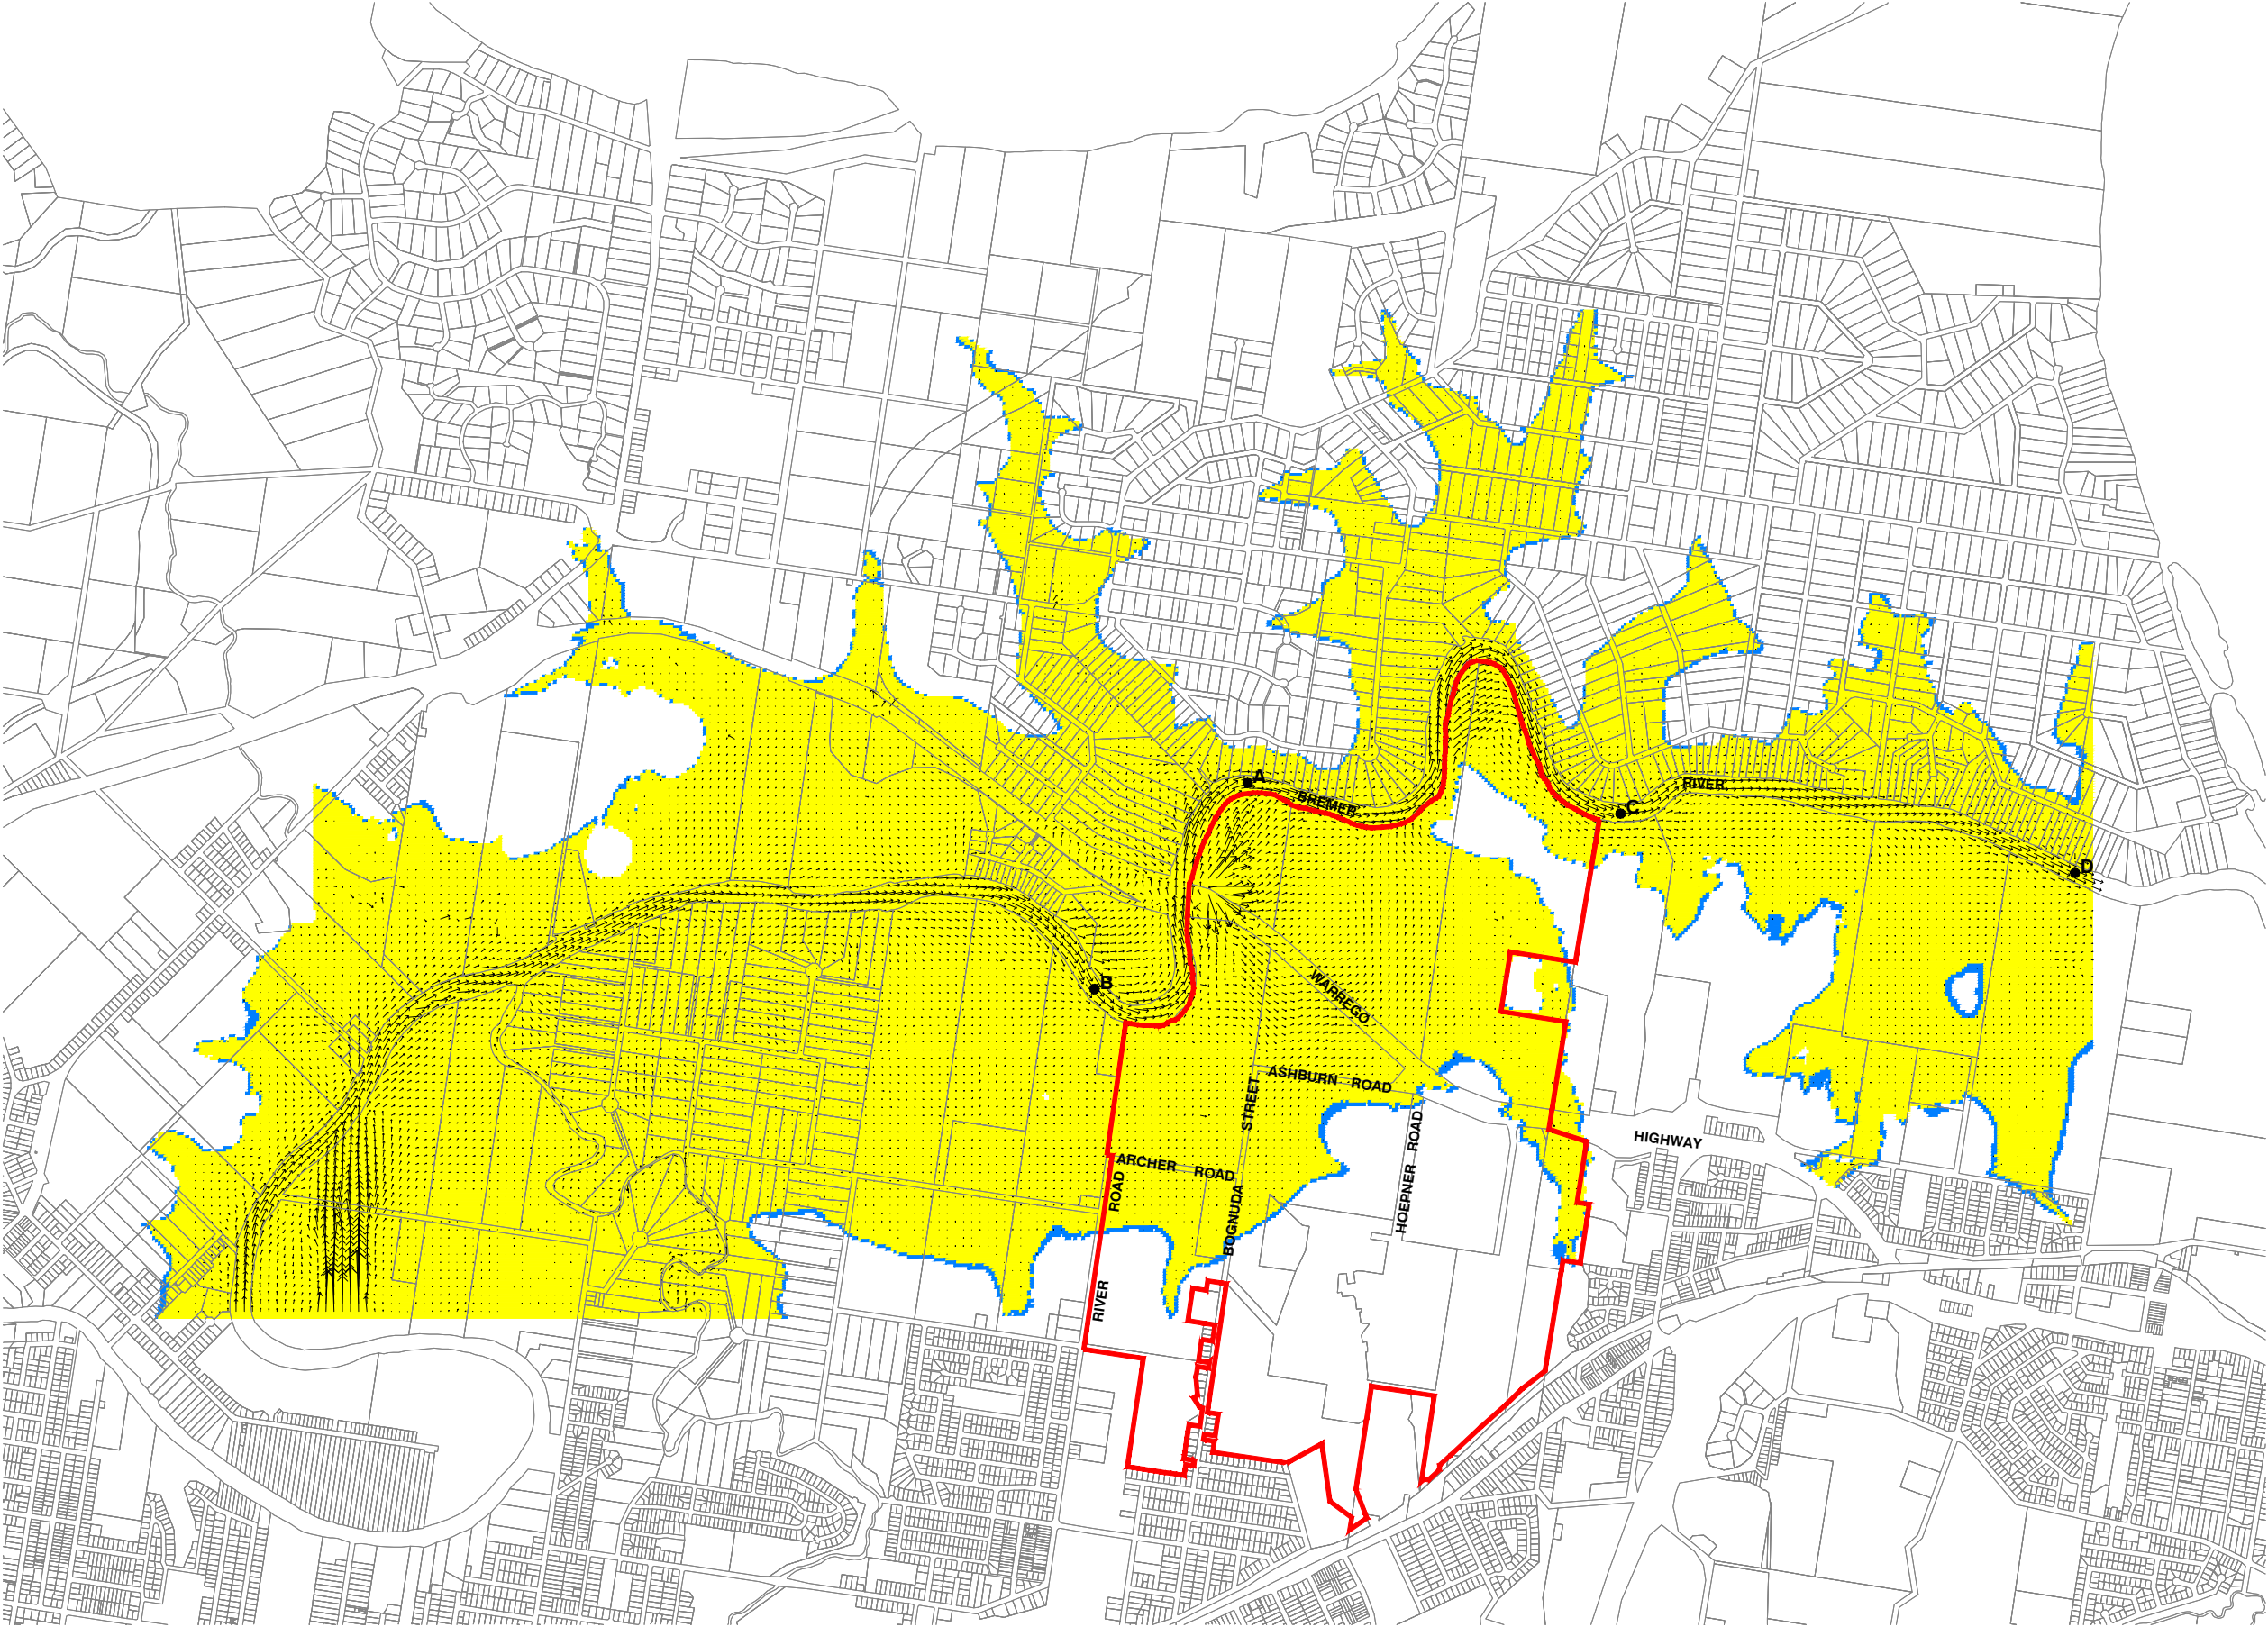 A
BREMER
RIVER
C
D
B
WARREGO
ASHBURN ROAD
STREET
HOEPNER ROAD
HIGHWAY
ARCHER ROAD
ROAD
BOGNUDA
RIVER